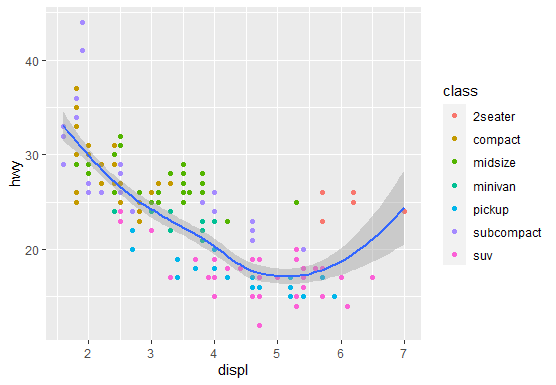 40
30
20
hwy
2 3 4 5 6 7
displ
class
2seater
compact
midsize
minivan
pickup
subcompact
suv